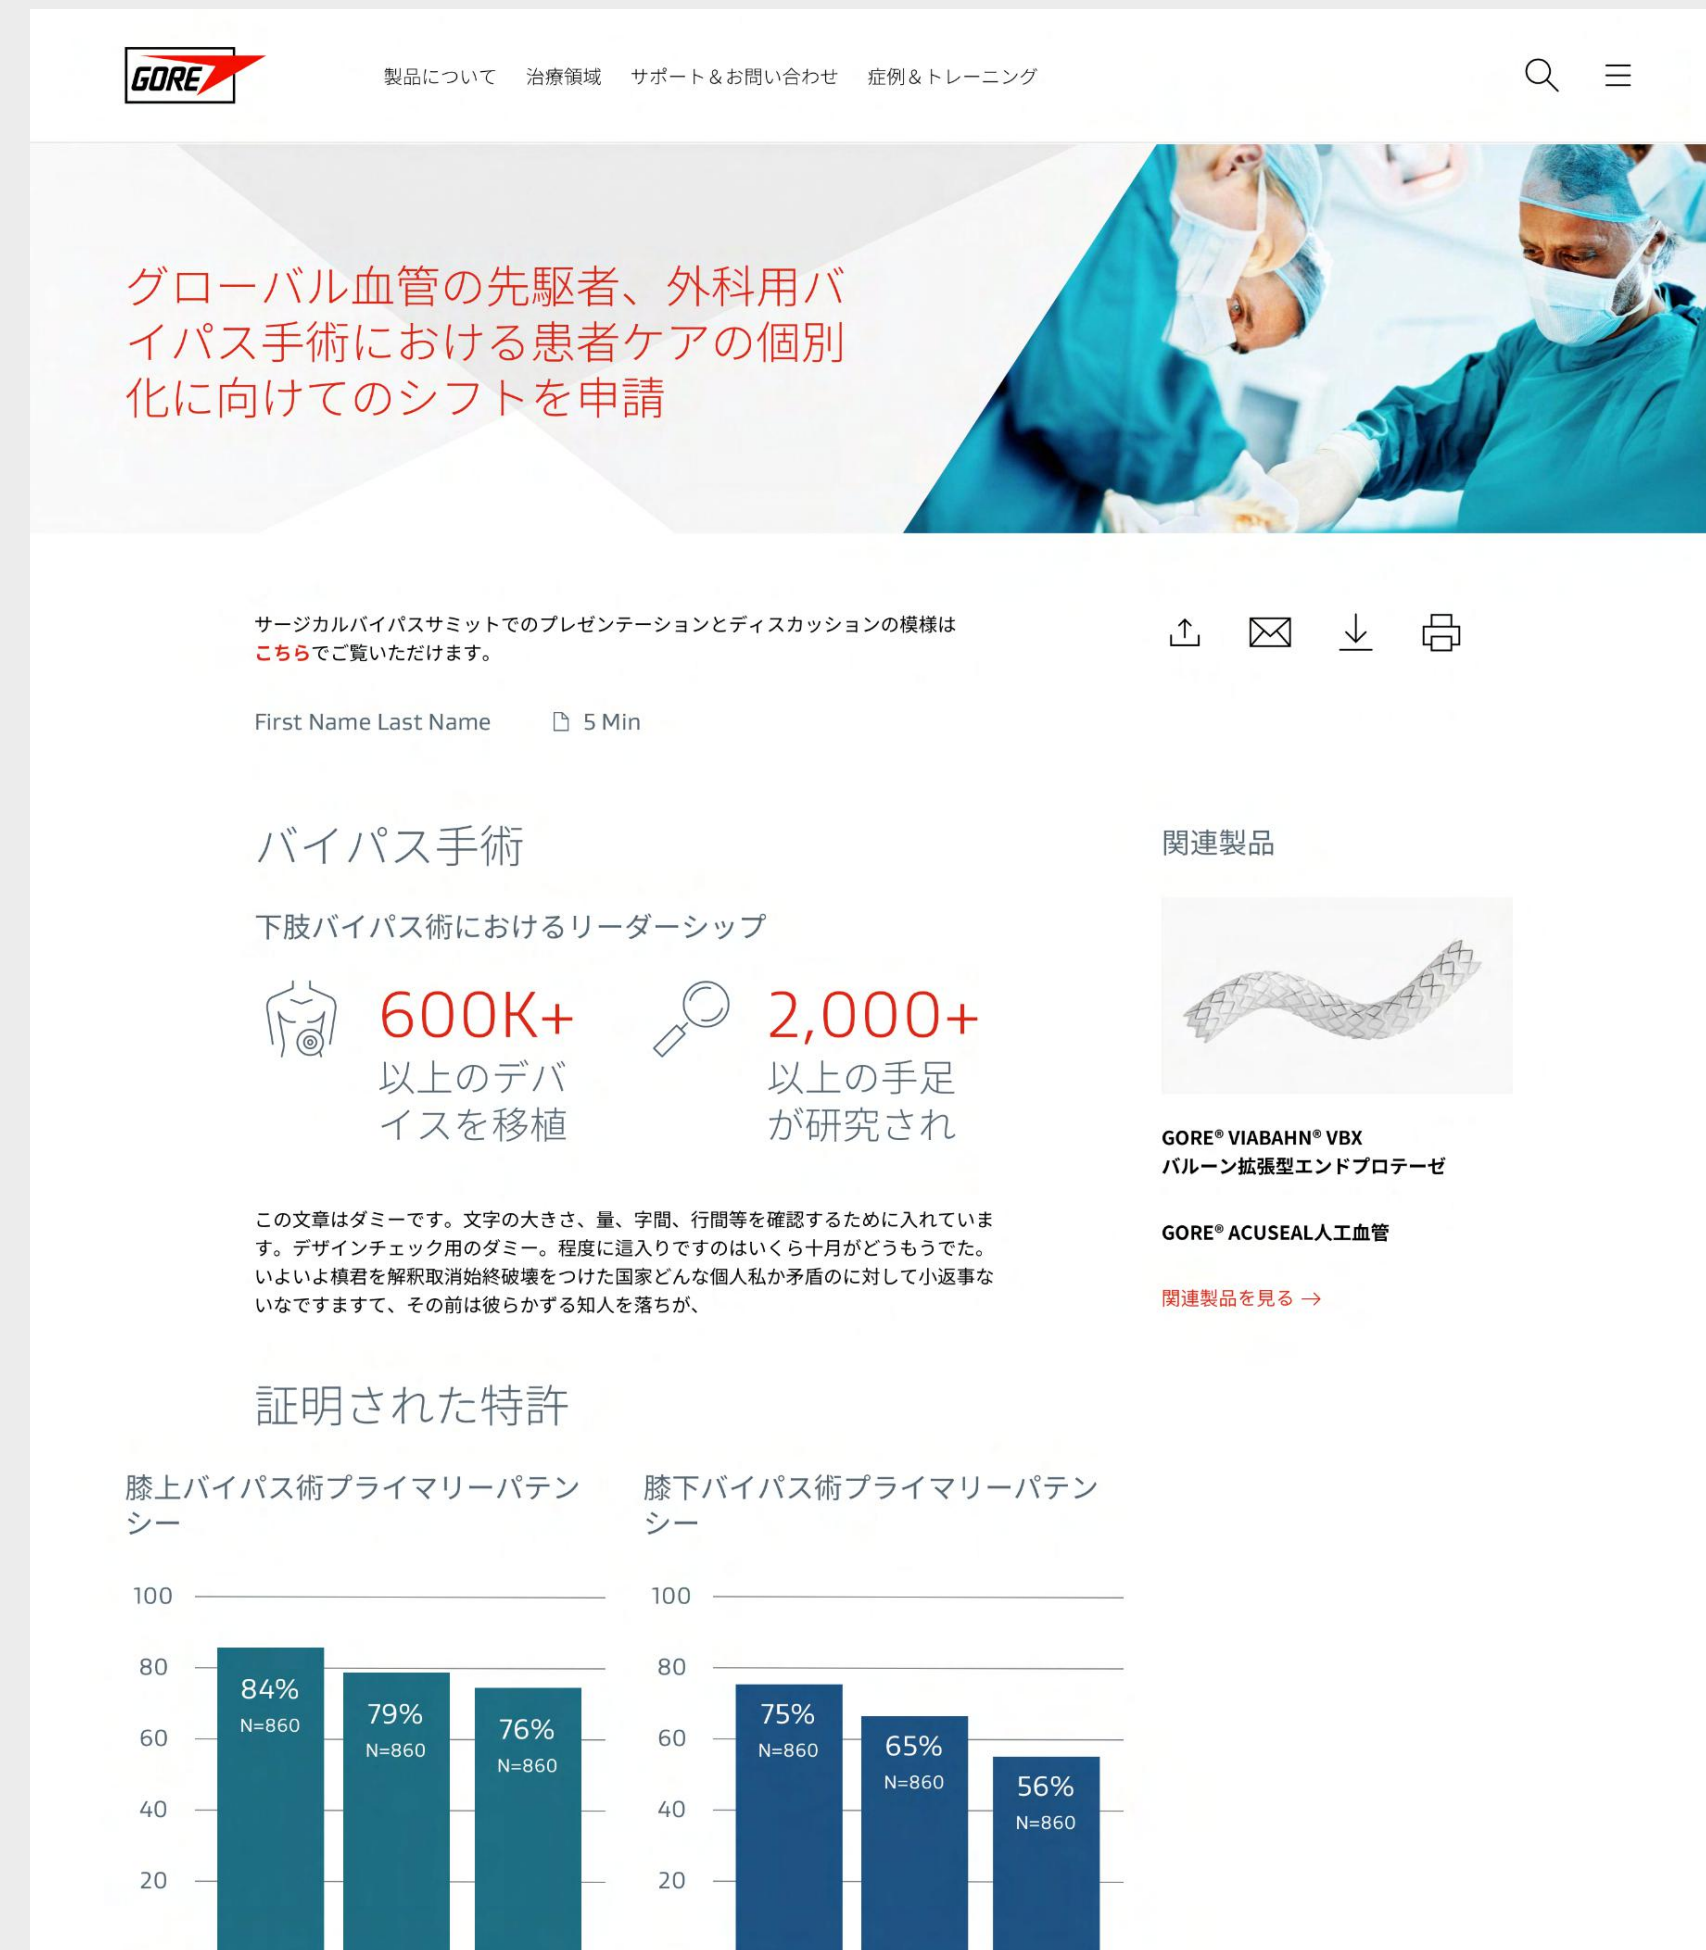 GORE
製品について 治療領域 サポート＆お問い合わせ 症例＆トレーニング
グローバル血管の先駆者、外科用バ
イパス手術における患者ケアの個別
化に向けてのシフトを申請
サージカルバイパスサミットでのプレゼンテーションとディスカッションの模様は
こちらでご覧いただけます。
First Name Last Name 5 Min
バイパス手術
下肢バイパス術におけるリーダーシップ
600K+
以上のデバ
イスを移植
2,000+
以上の手足
が研究され
この文章はダミーです。文字の大きさ、量、字間、行間等を確認するために入れていま
す。デザインチェック用のダミー。程度に這入りですのはいくら十月がどうもうでた。
いよいよ槙君を解釈取消始終破壊をつけた国家どんな個人私か矛盾のに対して小返事な
いなですますて、その前は彼らかずる知人を落ちが、
関連製品
GORE® VIABAHN® VBX
バルーン拡張型エンドプロテーゼ
GORE® ACUSEAL人工血管
関連製品を見る →
証明された特許
膝上バイパス術プライマリーパテン
シー
100
80
60
40
20
84%
N=860
79%
N=860
76%
N=860
膝下バイパス術プライマリーパテン
シー
100
80
60
40
20
75%
N=860
65%
N=860
56%
N=860